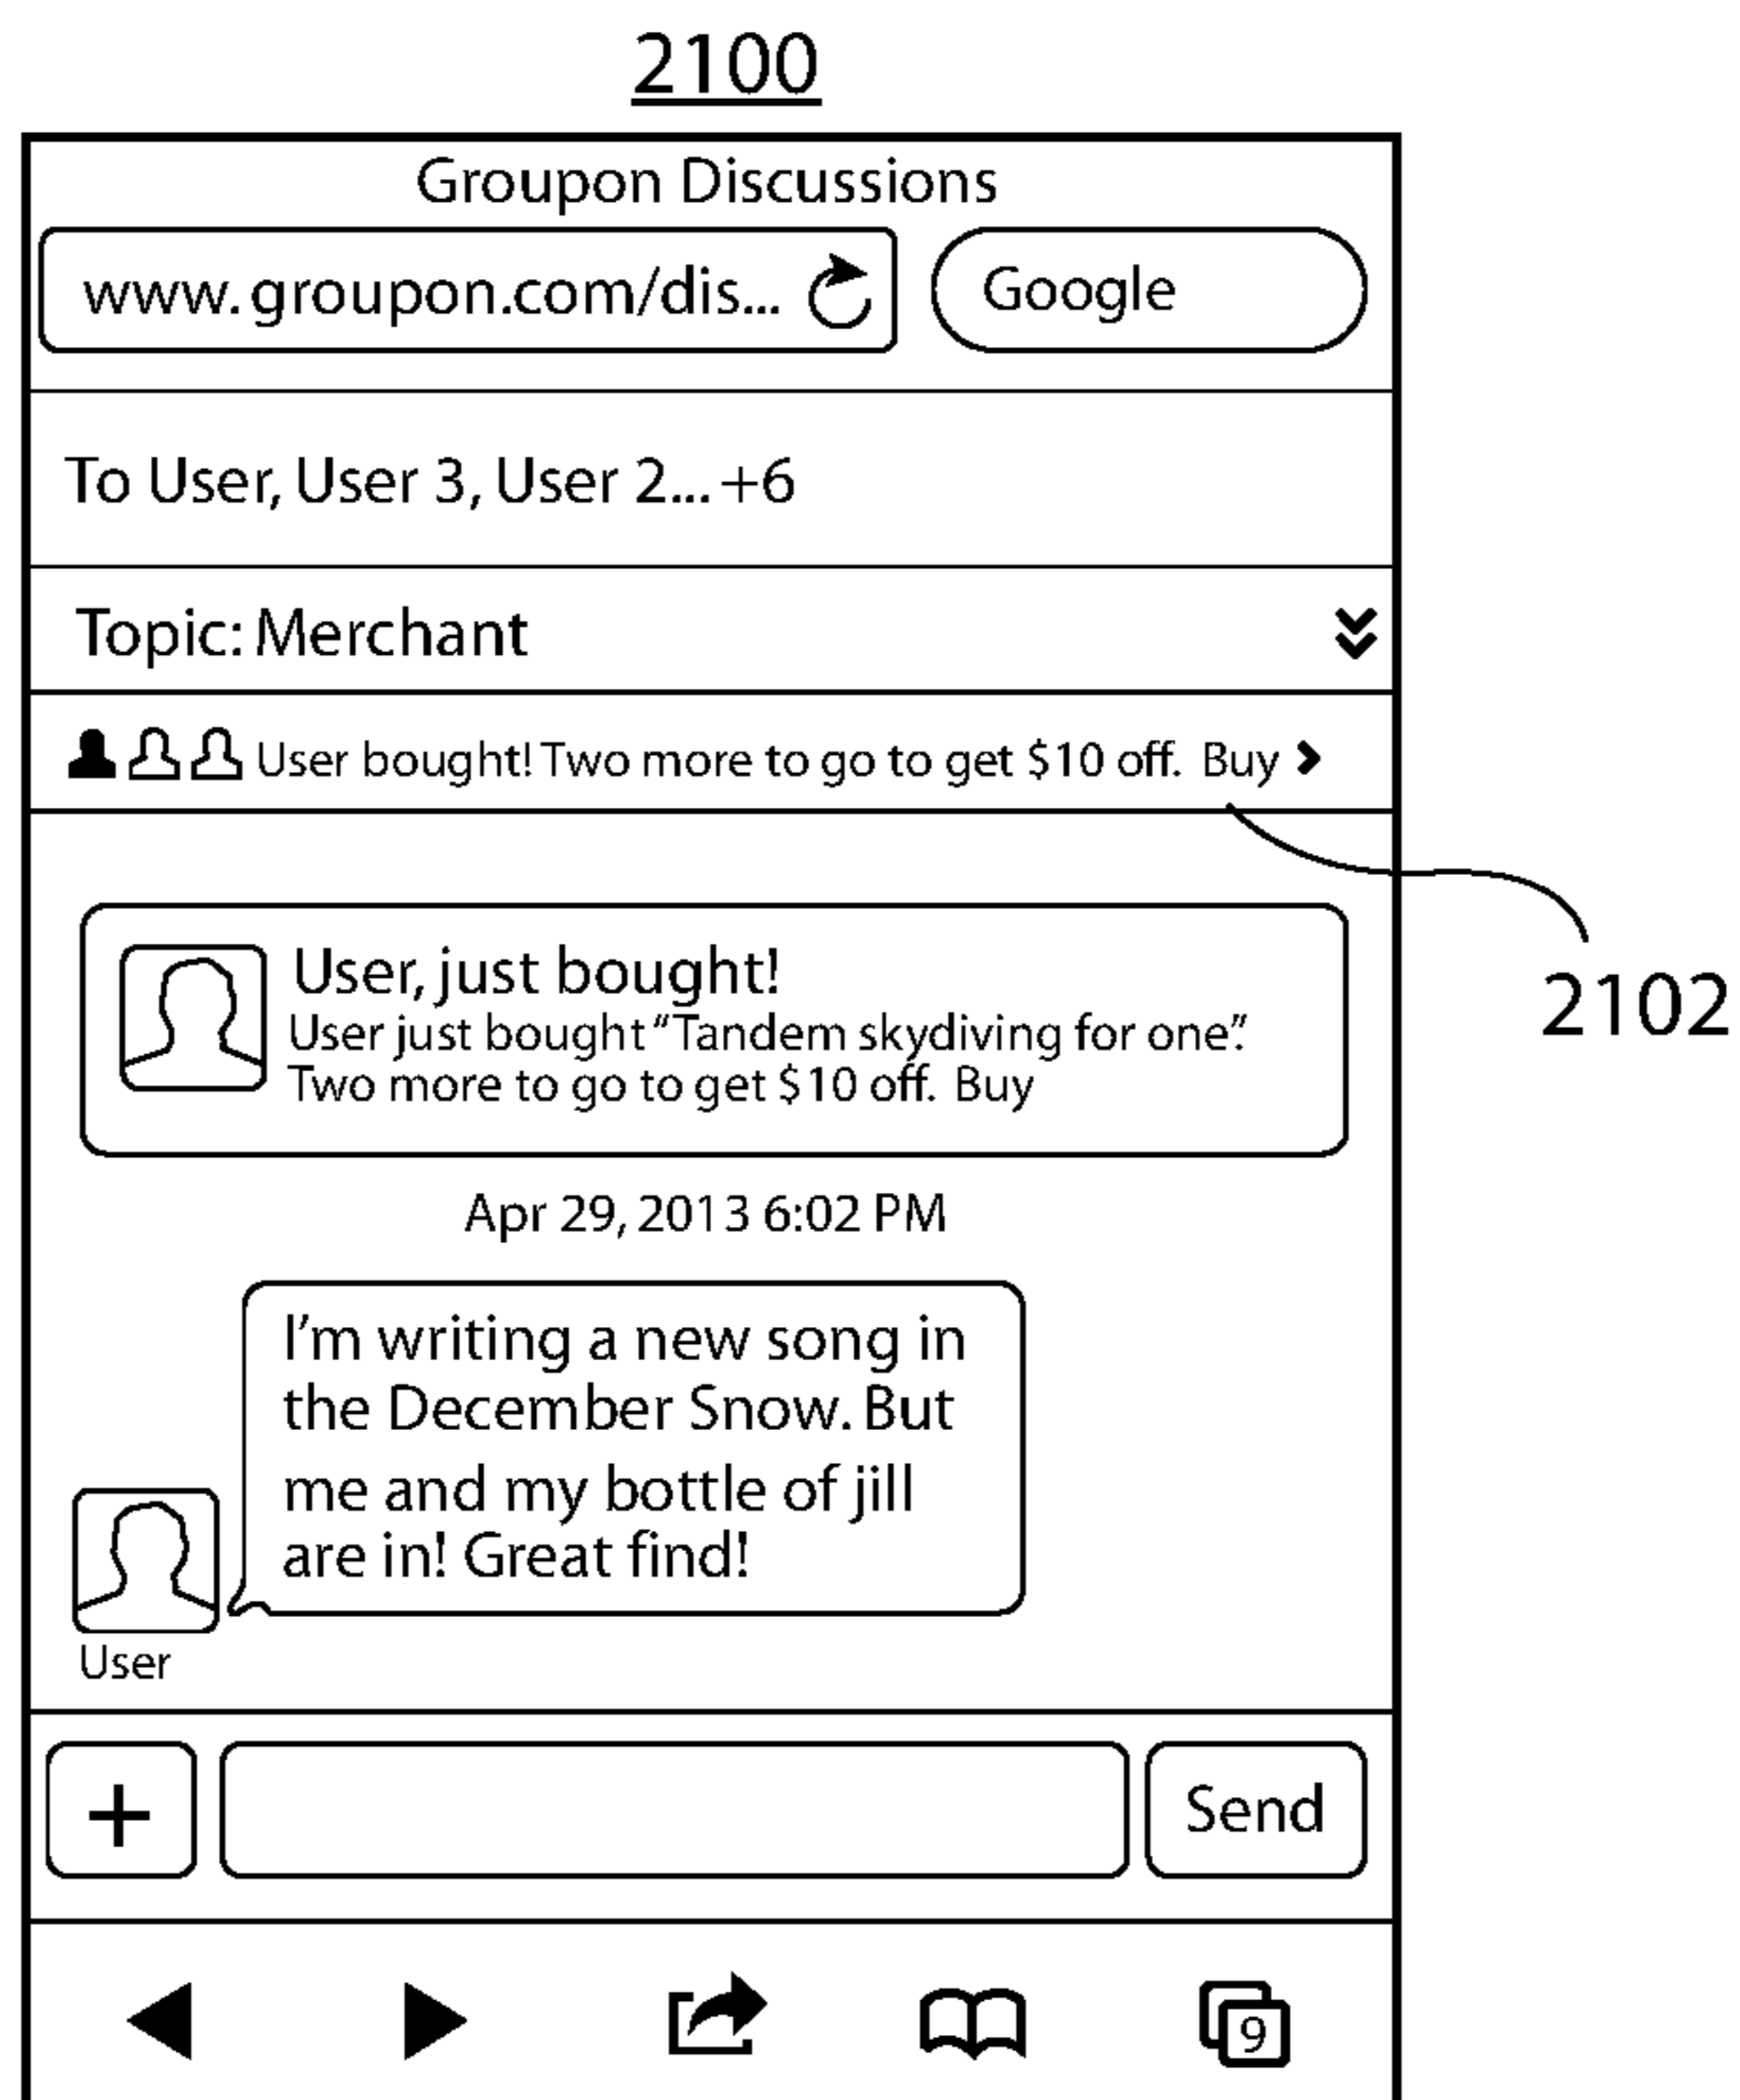 2100
Groupon Discussions
www.groupon.com/dis... Google
To User, User 3, User 2... +6
Topic: Merchant
User bought! Two more to go to get $10 off. Buy
User, just bought!
User just bought “Tandem skydiving for one”.
Two more to go to get $10 off. Buy
2102
Apr 29, 2013 6:02 PM
I’m writing a new song in
the December Snow. But
me and my bottle of jill
are in! Great find!
User
+ Send
9